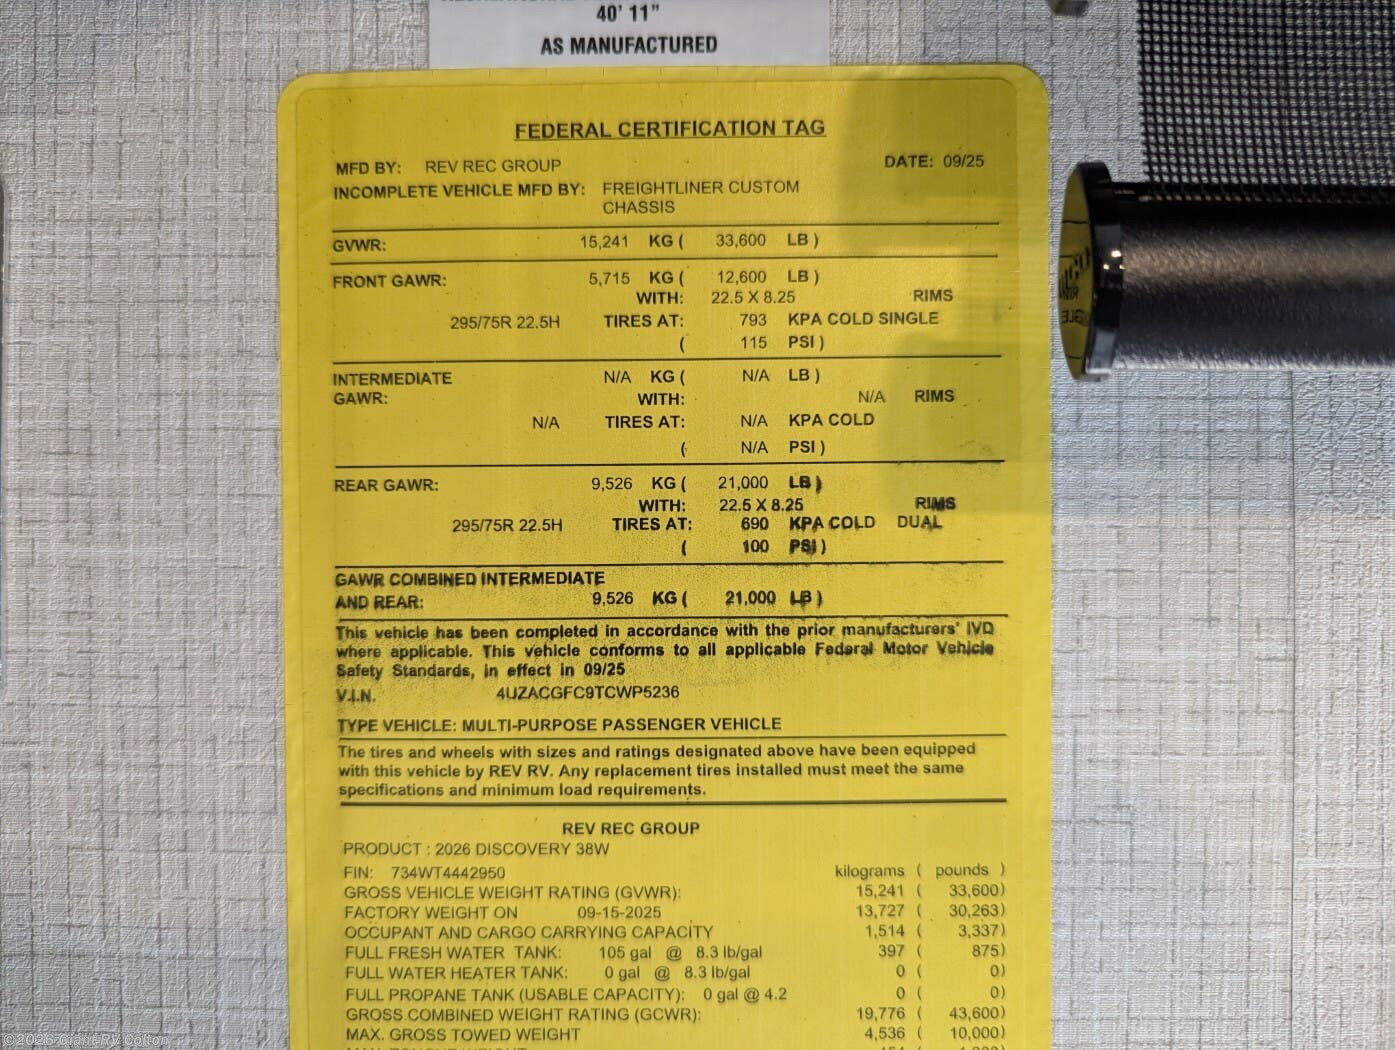 40' 11"
AS MANUFACTURED
FEDERAL CERTIFICATION TAG
MFD BY: REV REC GROUP DATE: 09/25
INCOMPLETE VEHICLE MFD BY: FREIGHTLINER CUSTOM
CHASSIS
GVWR: 15,241 KG ( 33,600 LB )
FRONT GAWR: 5,715 KG ( 12,600 LB )
WITH: 22.5 X 8.25 RIMS
295/75R 22.5H TIRES AT: 793 KPA COLD SINGLE
( 115 PSI )
INTERMEDIATE N/A KG ( N/A LB )
GAWR: WITH: N/A RIMS
N/A TIRES AT: N/A KPA COLD
( N/A PSI )
REAR GAWR: 9,526 KG ( 21,000 LB )
WITH: 22.5 X 8.25 RIMS
295/75R 22.5H TIRES AT: 690 KPA COLD DUAL
( 100 PSI )
GAWR COMBINED INTERMEDIATE
AND REAR: 9,526 KG ( 21,000 LB )
This vehicle has been completed in accordance with the prior manufacturers' IVD
where applicable. This vehicle conforms to all applicable Federal Motor Vehicle
Safety Standards, in effect in 09/25
V.I.N. 4UZACGFC9TCWP5236
TYPE VEHICLE: MULTI-PURPOSE PASSENGER VEHICLE
The tires and wheels with sizes and ratings designated above have been equipped
with this vehicle by REV RV. Any replacement tires installed must meet the same
specifications and minimum load requirements.
REV REC GROUP
PRODUCT : 2026 DISCOVERY 38W
FIN: 734WT4442950 kilograms ( pounds )
GROSS VEHICLE WEIGHT RATING (GVWR): 15,241 ( 33,600)
FACTORY WEIGHT ON 09-15-2025 13,727 ( 30,263)
OCCUPANT AND CARGO CARRYING CAPACITY 1,514 ( 3,337)
FULL FRESH WATER TANK: 105 gal @ 8.3 lb/gal 397 ( 875)
FULL WATER HEATER TANK: 0 gal @ 8.3 lb/gal 0 ( 0)
FULL PROPANE TANK (USABLE CAPACITY): 0 gal @ 4.2 0 ( 0)
GROSS COMBINED WEIGHT RATING (GCWR): 19,776 ( 43,600)
MAX. GROSS TOWED WEIGHT 4,536 ( 10,000)
©2026 Giant RV Colton